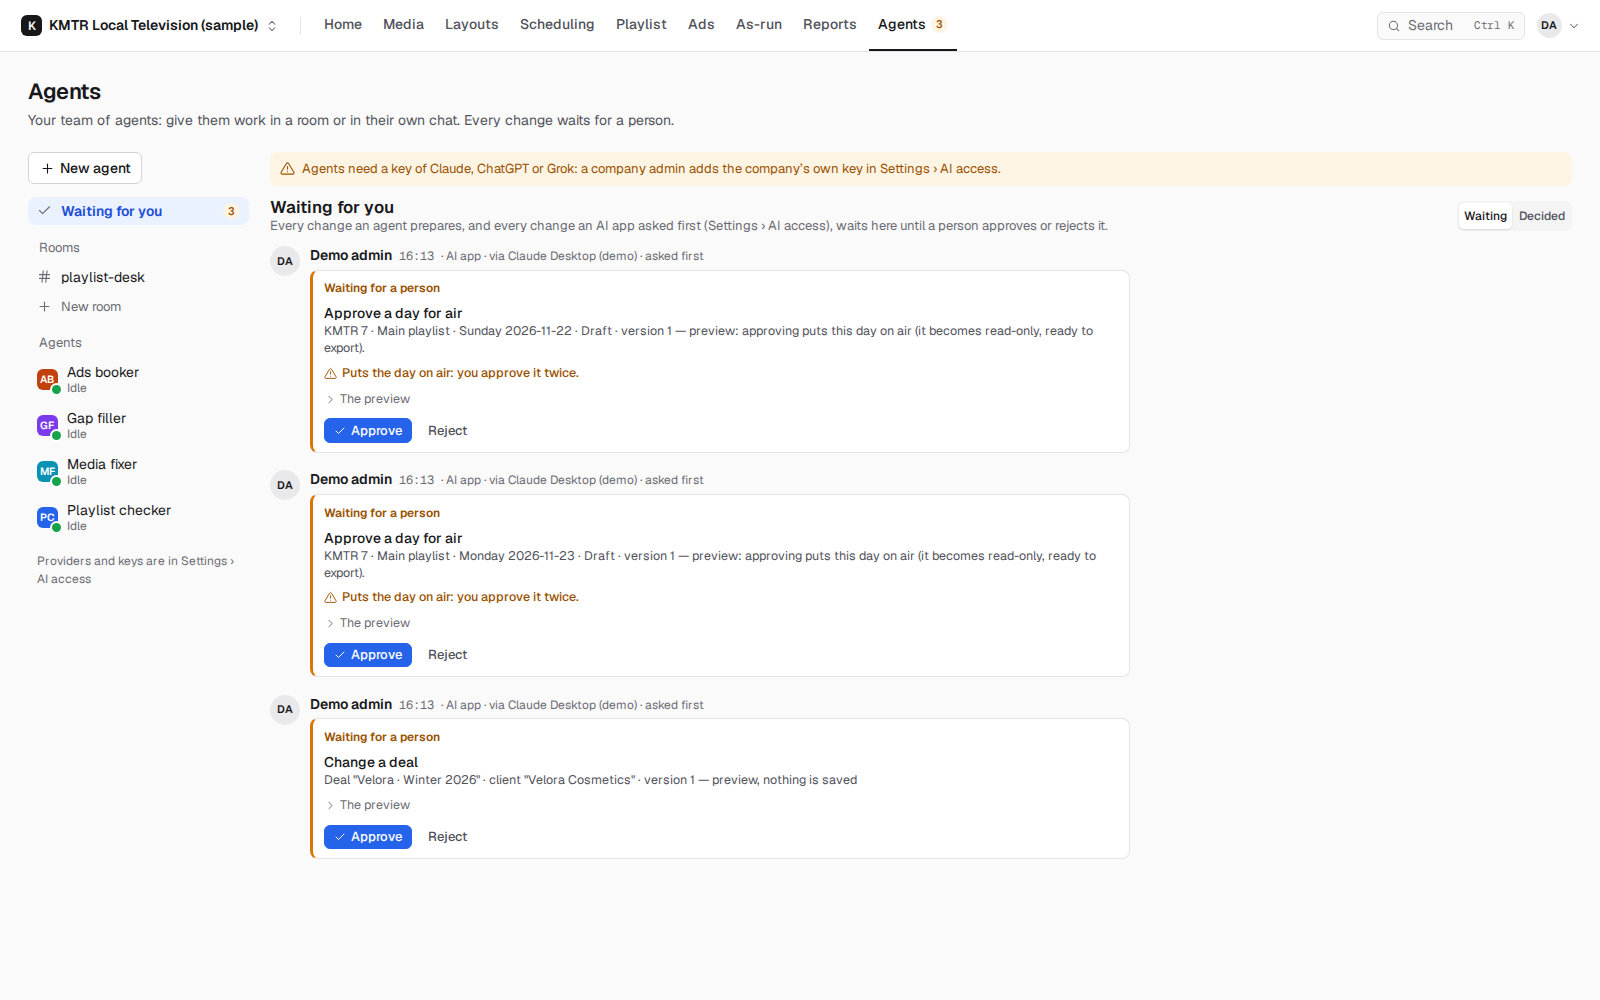 K KMTR Local Television (sample) Home Media Layouts Scheduling Playlist Ads As-run Reports Agents 3 Search Ctrl K DA
Agents
Your team of agents: give them work in a room or in their own chat. Every change waits for a person.
New agent
Waiting for you 3
Rooms
# playlist-desk
New room
Agents
AB Ads booker
Idle
GF Gap filler
Idle
MF Media fixer
Idle
PC Playlist checker
Idle
Providers and keys are in Settings ›
AI access
Agents need a key of Claude, ChatGPT or Grok: a company admin adds the company's own key in Settings › AI access.
Waiting for you
Every change an agent prepares, and every change an AI app asked first (Settings › AI access), waits here until a person approves or rejects it.
Waiting Decided
DA Demo admin 16:13 · AI app · via Claude Desktop (demo) · asked first
Waiting for a person
Approve a day for air
KMTR 7 · Main playlist · Sunday 2026-11-22 · Draft · version 1 — preview: approving puts this day on air (it becomes read-only, ready to
export).
Puts the day on air: you approve it twice.
The preview
Approve Reject
DA Demo admin 16:13 · AI app · via Claude Desktop (demo) · asked first
Waiting for a person
Approve a day for air
KMTR 7 · Main playlist · Monday 2026-11-23 · Draft · version 1 — preview: approving puts this day on air (it becomes read-only, ready to
export).
Puts the day on air: you approve it twice.
The preview
Approve Reject
DA Demo admin 16:13 · AI app · via Claude Desktop (demo) · asked first
Waiting for a person
Change a deal
Deal "Velora · Winter 2026" · client "Velora Cosmetics" · version 1 — preview, nothing is saved
The preview
Approve Reject